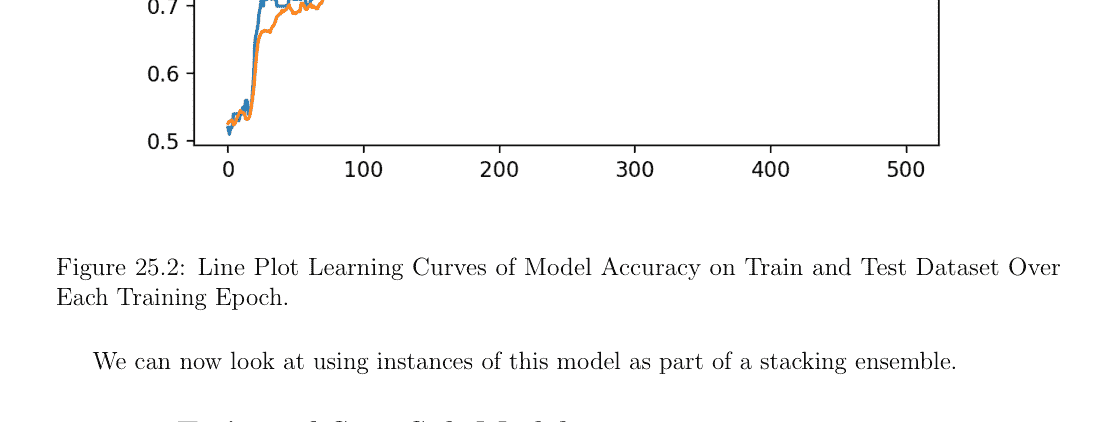 0.7
0.6
0.5
0 100 200 300 400 500
Figure 25.2: Line Plot Learning Curves of Model Accuracy on Train and Test Dataset Over
Each Training Epoch.
We can now look at using instances of this model as part of a stacking ensemble.